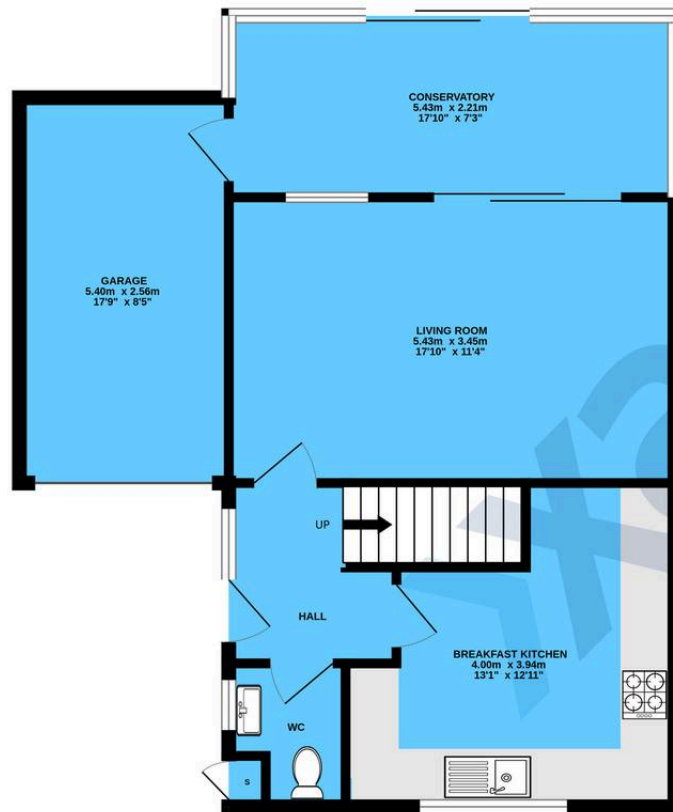 CONSERVATORY
5.43m x 2.21m
17'10" x 7'3"
GARAGE
5.40m x 2.56m
17'9" x 8'5"
LIVING ROOM
5.43m x 3.45m
17'10" x 11'4"
UP
HALL
BREAKFAST KITCHEN
4.00m x 3.94m
13'1" x 12'11"
WC
S